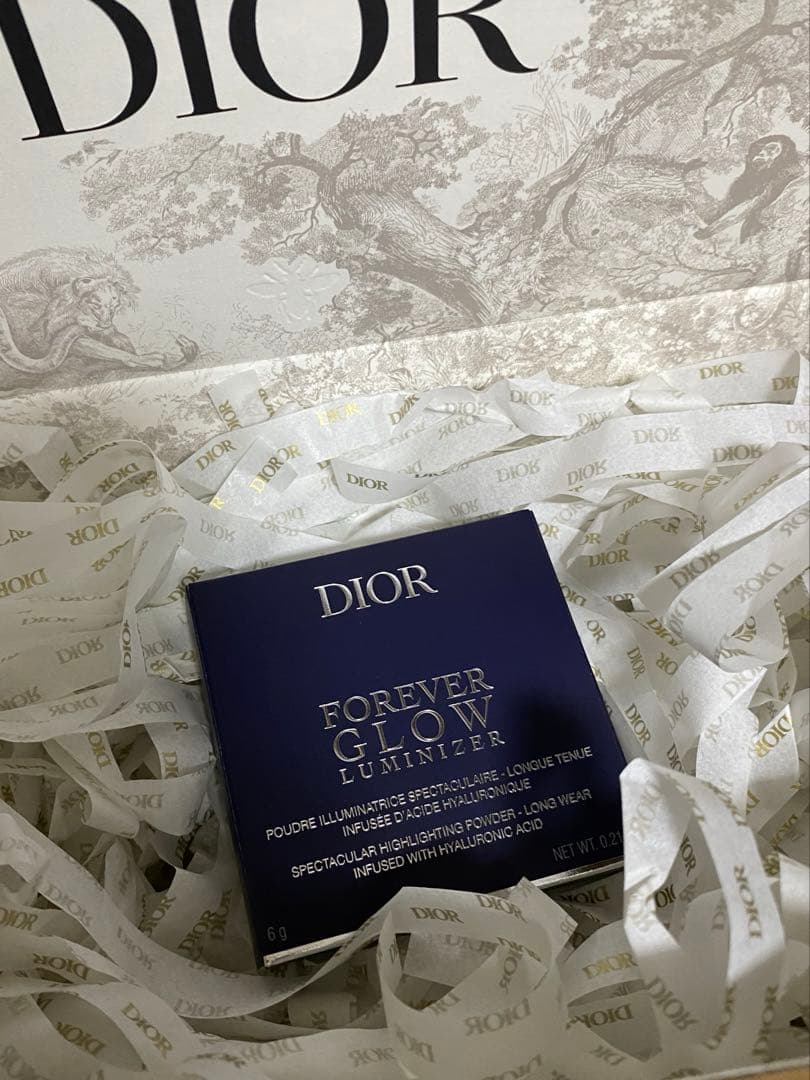 DIOR
DIOR
FOREVER
GLOW
LUMINIZER
POUDRE ILLUMINATRICE SPECTACULAIRE - LONGUE TENUE
INFUSÉE D'ACIDE HYALURONIQUE
SPECTACULAR HIGHLIGHTING POWDER - LONG WEAR
INFUSED WITH HYALURONIC ACID
6 g NET WT. 0.21